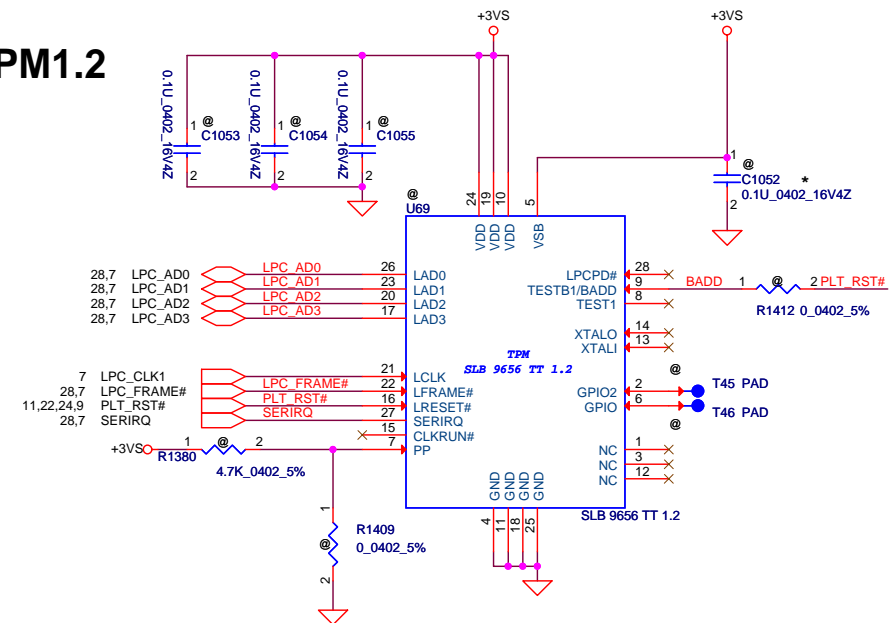 +3VS
+3VS
PM1.2
0.1U_0402_16V4Z
1
@
C1053
2
0.1U_0402_16V4Z
1
@
C1054
2
0.1U_0402_16V4Z
1
@
C1055
2
1
@
C1052 *
0.1U_0402_16V4Z
2
@
U69
24
19
10
5
VDD
VDD
VDD
VSB
28,7 LPC_AD0 LPC_AD0 26 LAD0
28,7 LPC_AD1 LPC_AD1 23 LAD1
28,7 LPC_AD2 LPC_AD2 20 LAD2
28,7 LPC_AD3 LPC_AD3 17 LAD3
LPCPD# 28
TESTB1/BADD 9 BADD 1 @ 2 PLT_RST#
TEST1 8
R1412 0_0402_5%
XTALO 14
XTALI 13
TPM
SLB 9656 TT 1.2
7 LPC_CLK1 21 LCLK
28,7 LPC_FRAME# LPC_FRAME# 22 LFRAME#
11,22,24,9 PLT_RST# PLT_RST# 16 LRESET#
28,7 SERIRQ SERIRQ 27 SERIRQ
15 CLKRUN#
+3VS 1 @ 2 7 PP
R1380
4.7K_0402_5%
@
GPIO2 2 T45 PAD
GPIO 6 T46 PAD
@
NC 1
NC 3
NC 12
GND
GND
GND
GND
4
11
18
25
SLB 9656 TT 1.2
1
R1409
@
0_0402_5%
2